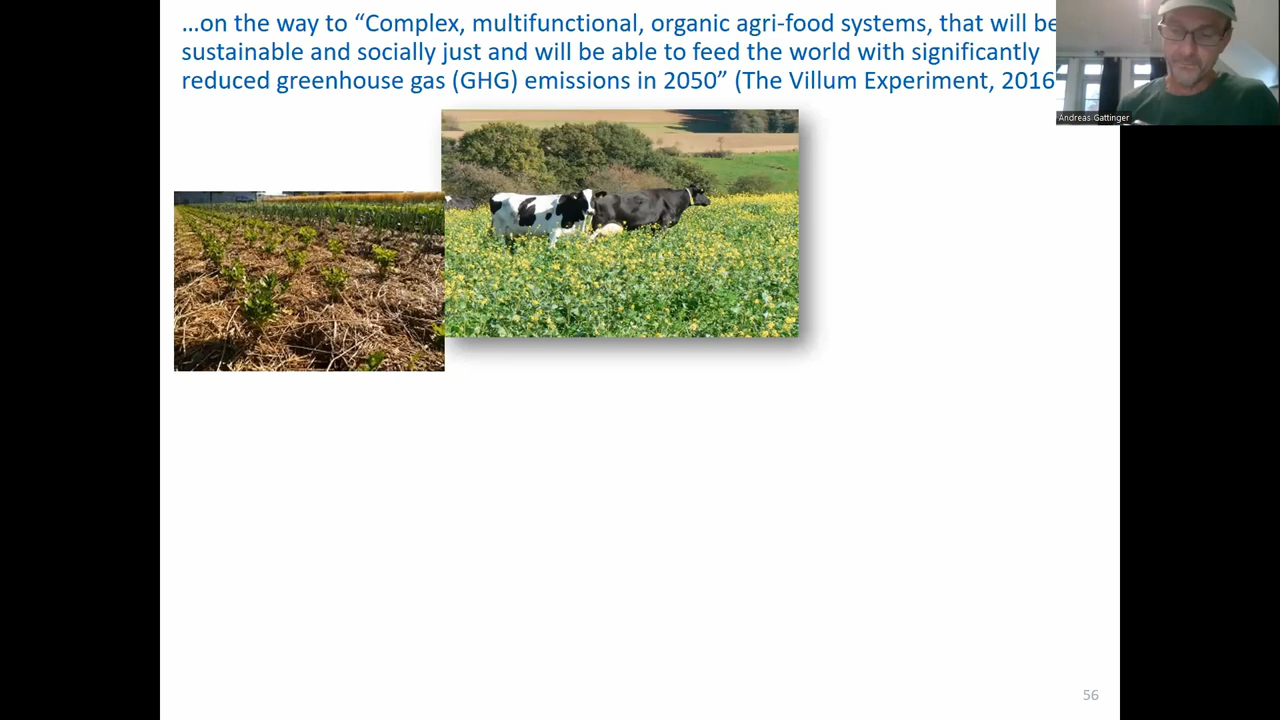 …on the way to “Complex, multifunctional, organic agri-food systems, that will be
sustainable and socially just and will be able to feed the world with significantly
reduced greenhouse gas (GHG) emissions in 2050” (The Villum Experiment, 2016
Andreas Gattinger
56